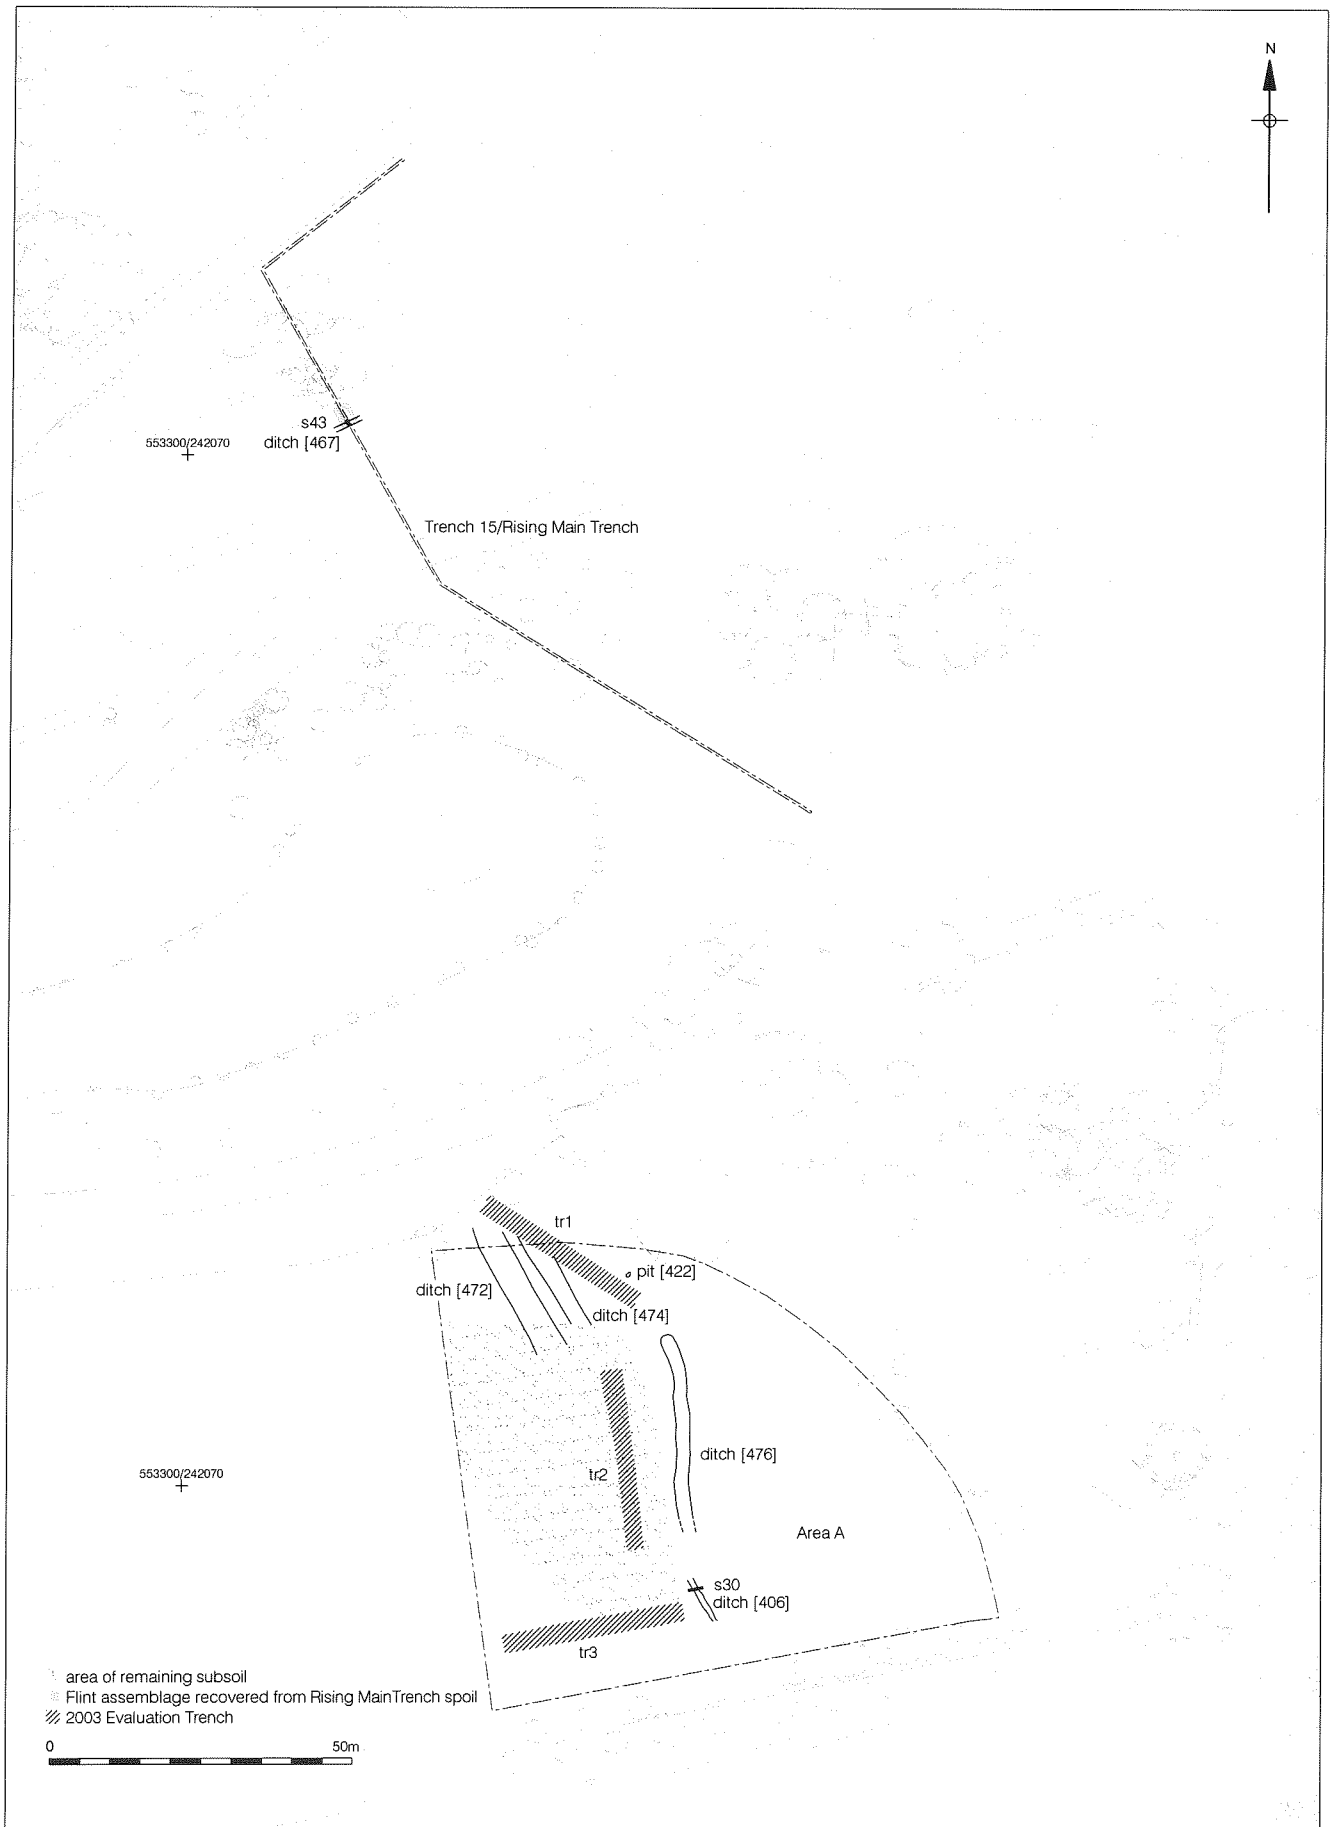 N
s43
553300/242070
ditch [467]
Trench 15/Rising Main Trench
tr1
pit [422]
ditch [472]
ditch [474]
ditch [476]
553300/242070
tr2
Area A
s30
ditch [406]
tr3
area of remaining subsoil
Flint assemblage recovered from Rising MainTrench spoil
2003 Evaluation Trench
0 50m